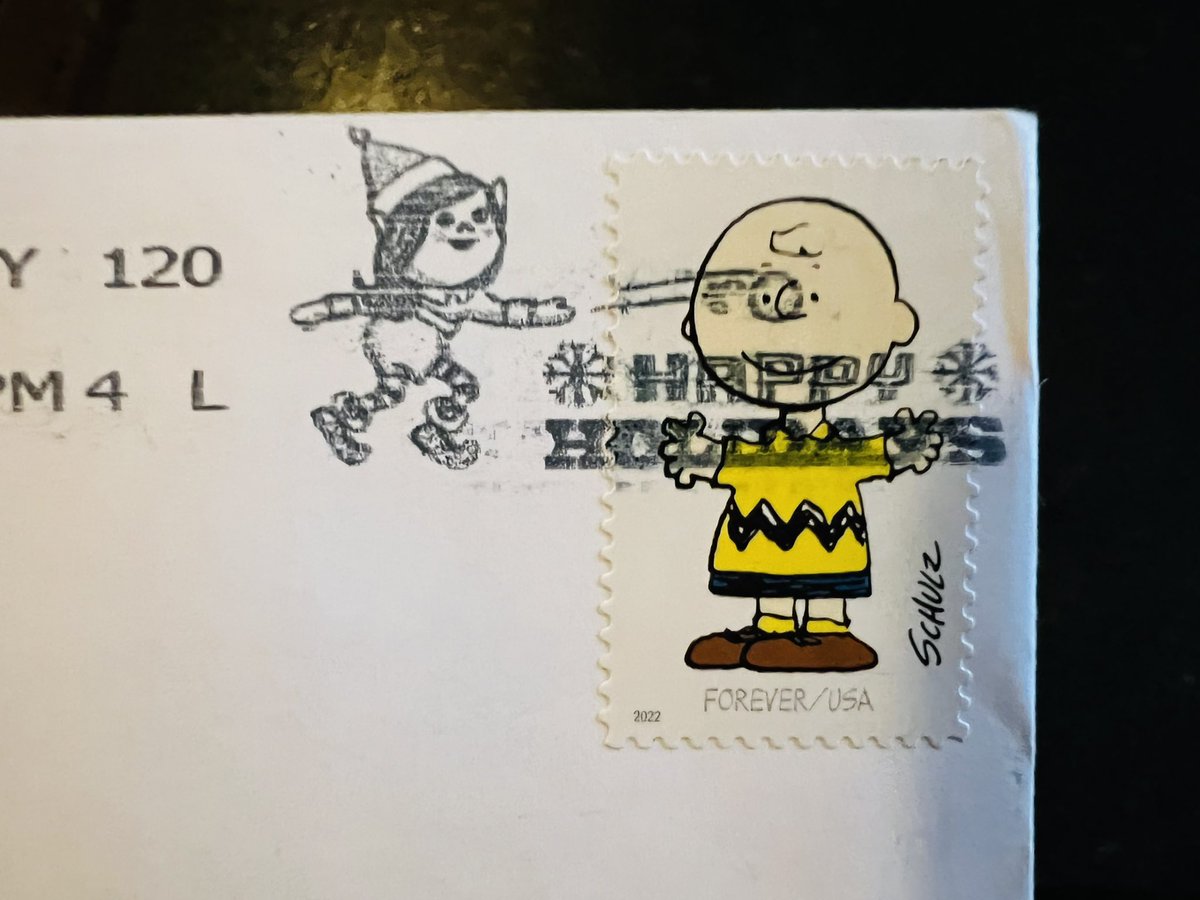 Y 120
PM 4 L
HAPPY
HOLIDAYS
SCHULZ
FOREVER/USA
2022